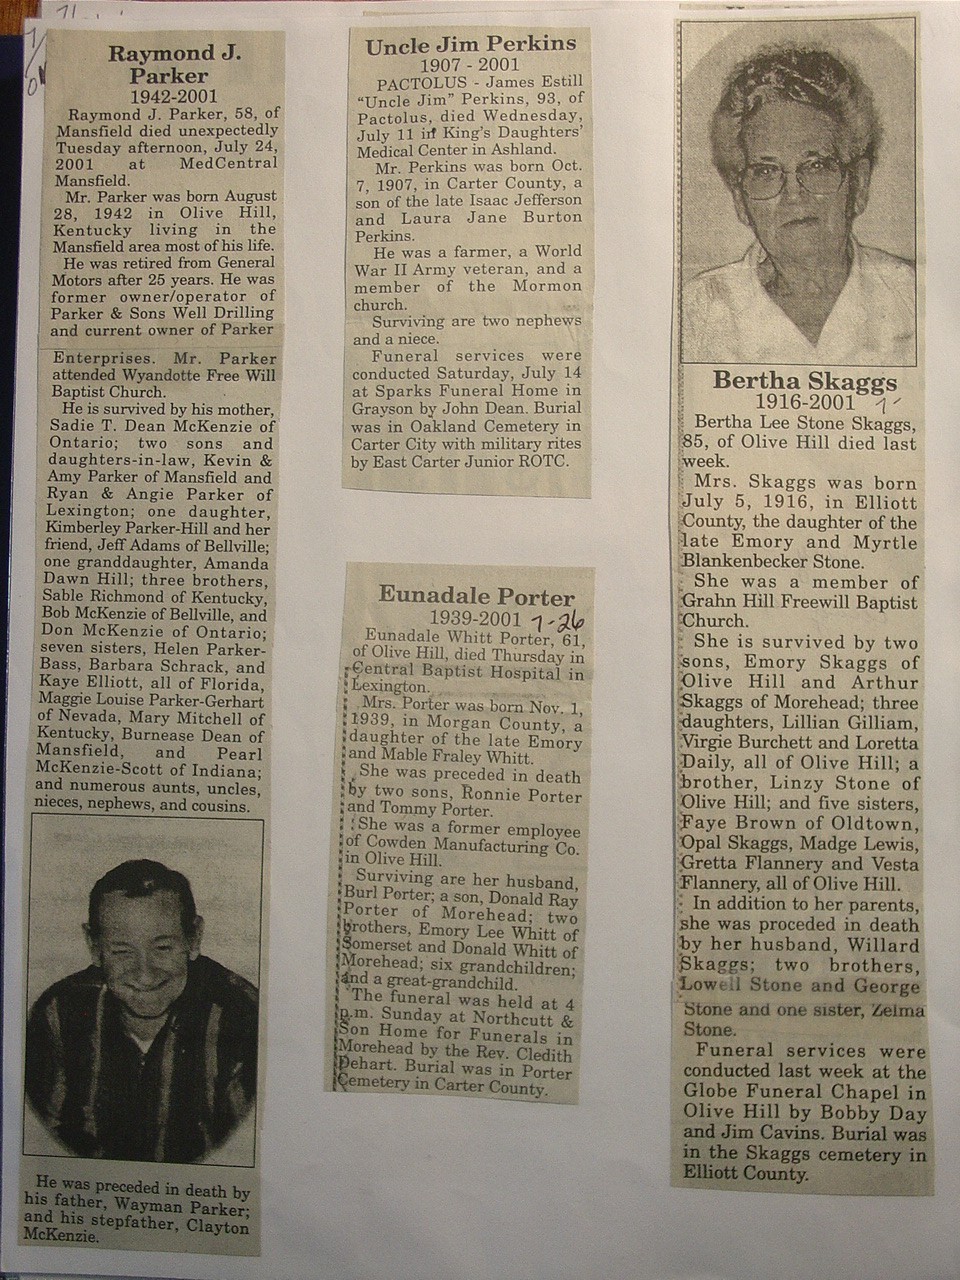 Raymond J.
Parker
1942-2001
Raymond J. Parker, 58, of
Mansfield died unexpectedly
Tuesday afternoon, July 24,
2001 at MedCentral
Mansfield.
Mr. Parker was born August
28, 1942 in Olive Hill,
Kentucky living in the
Mansfield area most of his life.
He was retired from General
Motors after 25 years. He was
former owner/operator of
Parker & Sons Well Drilling
and current owner of Parker
Enterprises. Mr. Parker
attended Wyandotte Free Will
Baptist Church.
He is survived by his mother,
Sadie T. Dean McKenzie of
Ontario; two sons and
daughters-in-law, Kevin &
Amy Parker of Mansfield and
Ryan & Angie Parker of
Lexington; one daughter,
Kimberley Parker-Hill and her
friend, Jeff Adams of Bellville;
one granddaughter, Amanda
Dawn Hill; three brothers,
Sable Richmond of Kentucky,
Bob McKenzie of Bellville, and
Don McKenzie of Ontario;
seven sisters, Helen Parker-
Bass, Barbara Schrack, and
Kaye Elliott, all of Florida,
Maggie Louise Parker-Gerhart
of Nevada, Mary Mitchell of
Kentucky, Burnease Dean of
Mansfield, and Pearl
McKenzie-Scott of Indiana;
and numerous aunts, uncles,
nieces, nephews, and cousins.
He was preceded in death by
his father, Wayman Parker;
and his stepfather, Clayton
McKenzie.
Uncle Jim Perkins
1907 - 2001
PACTOLUS - James Estill
"Uncle Jim" Perkins, 93, of
Pactolus, died Wednesday,
July 11 in King's Daughters'
Medical Center in Ashland.
Mr. Perkins was born Oct.
7, 1907, in Carter County, a
son of the late Isaac Jefferson
and Laura Jane Burton
Perkins.
He was a farmer, a World
War II Army veteran, and a
member of the Mormon
church.
Surviving are two nephews
and a niece.
Funeral services were
conducted Saturday, July 14
at Sparks Funeral Home in
Grayson by John Dean. Burial
was in Oakland Cemetery in
Carter City with military rites
by East Carter Junior ROTC.
Eunadale Porter
1939-2001 7-26
Eunadale Whitt Porter, 61,
of Olive Hill, died Thursday in
Central Baptist Hospital in
Lexington.
Mrs. Porter was born Nov. 1,
1939, in Morgan County, a
daughter of the late Emory
and Mable Fraley Whitt.
She was preceded in death
by two sons, Ronnie Porter
and Tommy Porter.
She was a former employee
of Cowden Manufacturing Co.
in Olive Hill.
Surviving are her husband,
Burl Porter; a son, Donald Ray
Porter of Morehead; two
brothers, Emory Lee Whitt of
Somerset and Donald Whitt of
Morehead; six grandchildren;
and a great-grandchild.
The funeral was held at 4
p.m. Sunday at Northcutt &
Son Home for Funerals in
Morehead by the Rev. Cledith
Dehart. Burial was in Porter
Cemetery in Carter County.
Bertha Skaggs
1916-2001 7-
Bertha Lee Stone Skaggs,
85, of Olive Hill died last
week.
Mrs. Skaggs was born
July 5, 1916, in Elliott
County, the daughter of the
late Emory and Myrtle
Blankenbecker Stone.
She was a member of
Grahn Hill Freewill Baptist
Church.
She is survived by two
sons, Emory Skaggs of
Olive Hill and Arthur
Skaggs of Morehead; three
daughters, Lillian Gilliam,
Virgie Burchett and Loretta
Daily, all of Olive Hill; a
brother, Linzy Stone of
Olive Hill; and five sisters,
Faye Brown of Oldtown,
Opal Skaggs, Madge Lewis,
Gretta Flannery and Vesta
Flannery, all of Olive Hill.
In addition to her parents,
she was proceded in death
by her husband, Willard
Skaggs; two brothers,
Lowell Stone and George
Stone and one sister, Zelma
Stone.
Funeral services were
conducted last week at the
Globe Funeral Chapel in
Olive Hill by Bobby Day
and Jim Cavins. Burial was
in the Skaggs cemetery in
Elliott County.